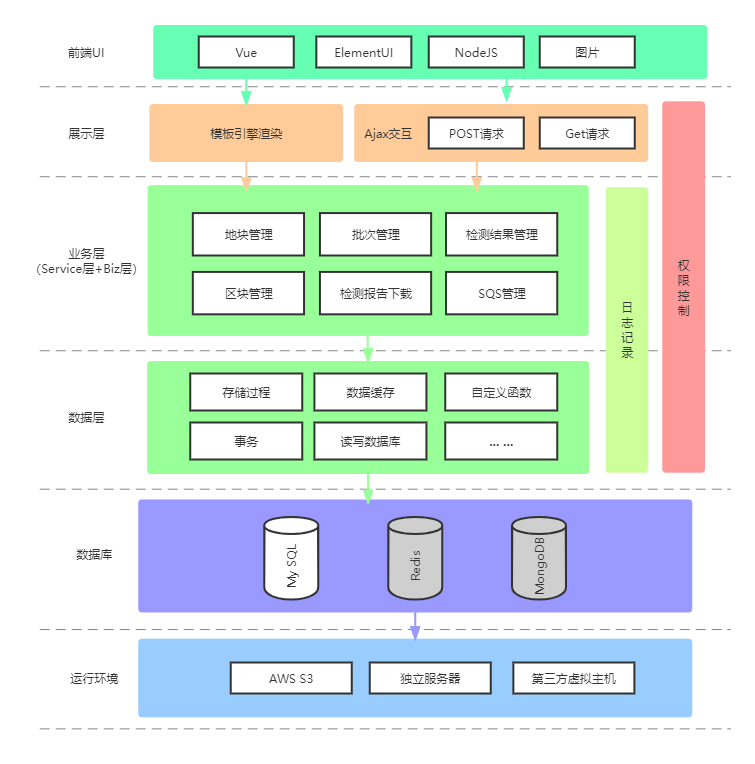 前端UI
Vue
ElementUI
NodeJS
图片
展示层
模板引擎渲染
Ajax交互
POST请求
Get请求
业务层
(Service层+Biz层)
地块管理
批次管理
检测结果管理
区块管理
检测报告下载
SQS管理
日志记录
权限控制
数据层
存储过程
数据缓存
自定义函数
事务
读写数据库
... ...
数据库
My SQL
Redis
MongoDB
运行环境
AWS S3
独立服务器
第三方虚拟主机